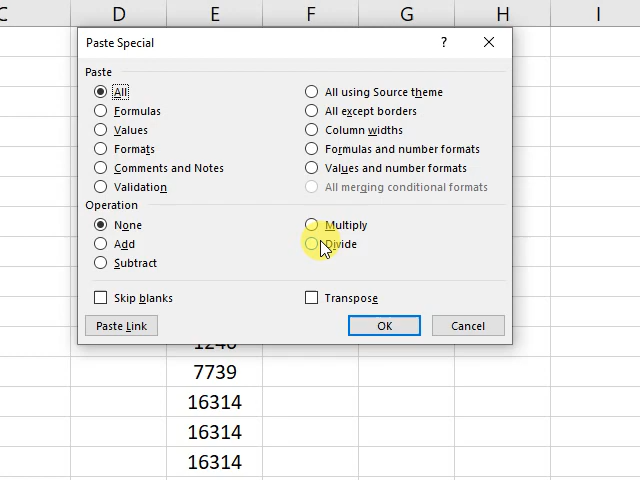 C D E F G H I
Paste Special ?
Paste
All All using Source theme
Formulas All except borders
Values Column widths
Formats Formulas and number formats
Comments and Notes Values and number formats
Validation All merging conditional formats
Operation
None Multiply
Add Divide
Subtract
Skip blanks Transpose
Paste Link OK Cancel
1246
7739
16314
16314
16314